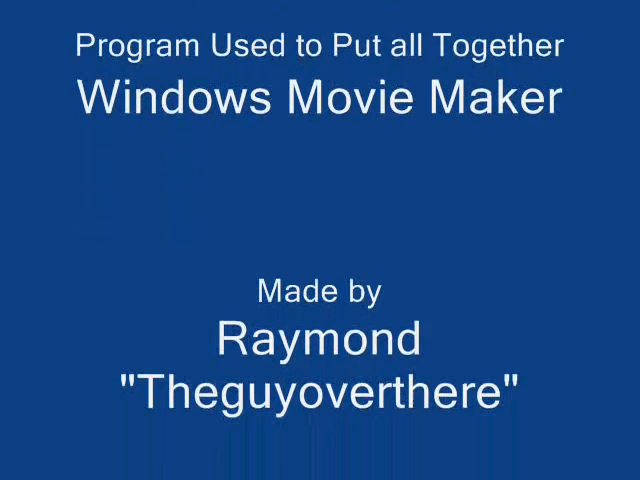 Program Used to Put all Together
Windows Movie Maker
Made by
Raymond
"Theguyoverthere"